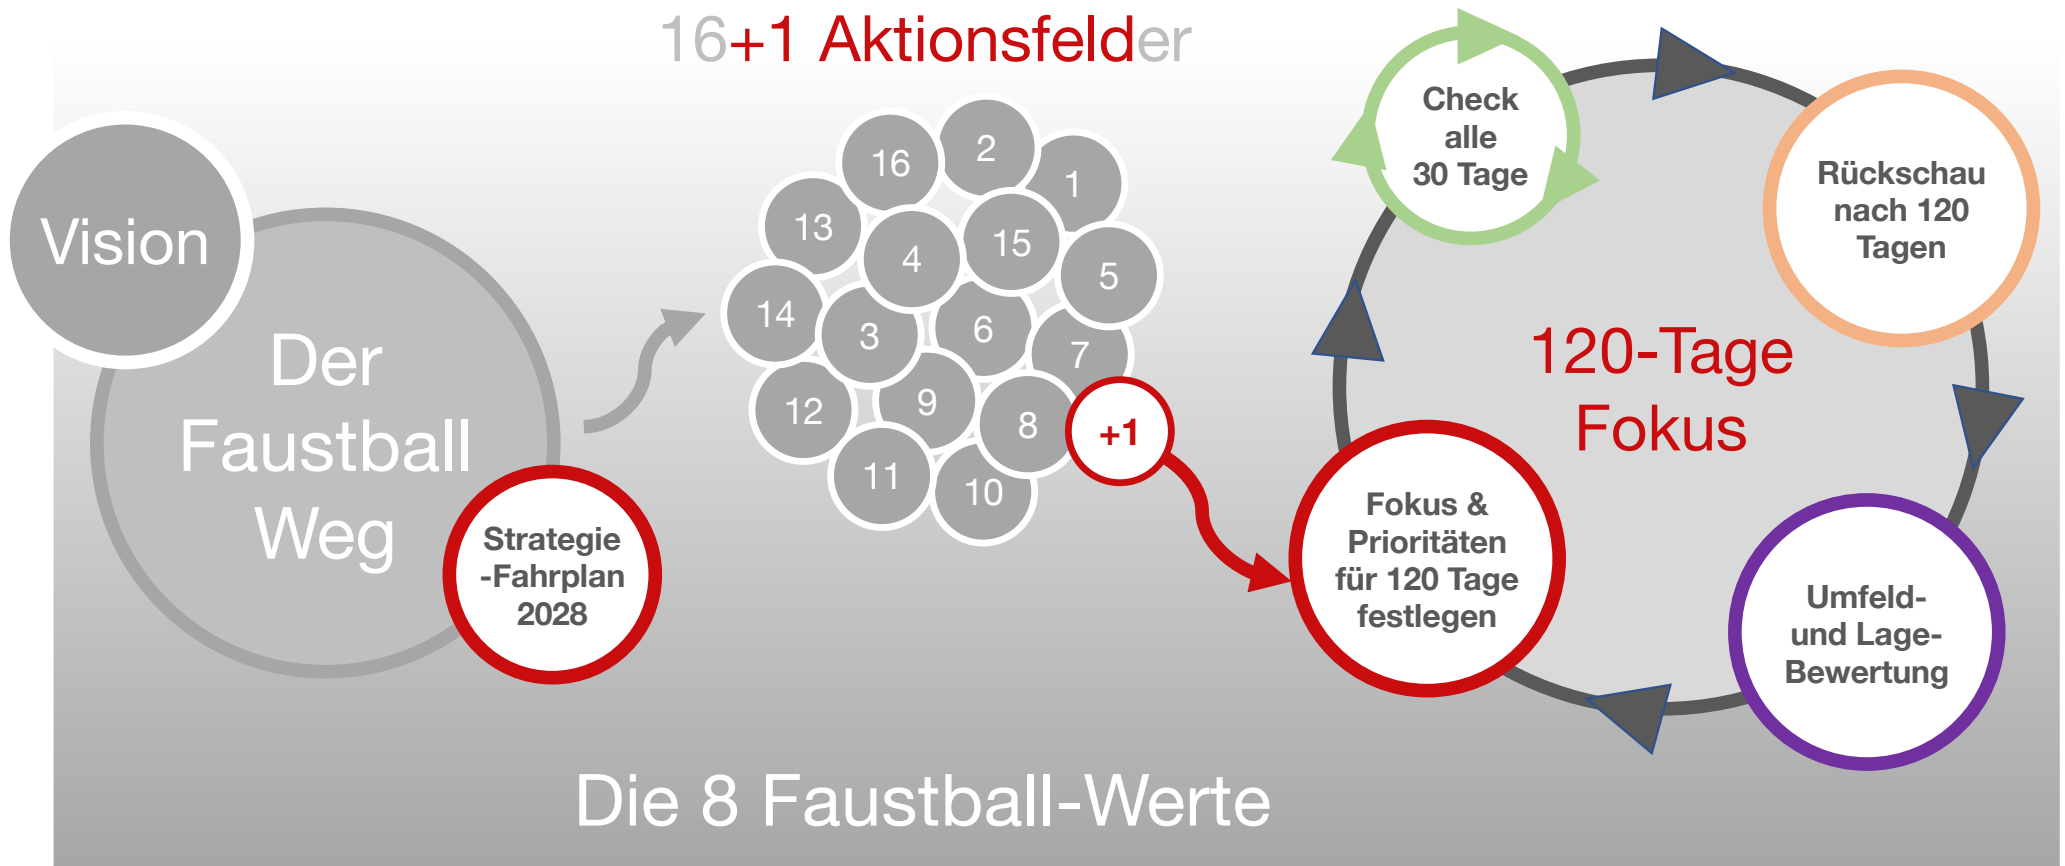 16+1 Aktionsfelder
Vision
Der
Faustball
Weg
Strategie
-Fahrplan
2028
16
2
1
13
4
15
5
14
3
6
7
12
9
8
+1
11
10
Check
alle
30 Tage
Rückschau
nach 120
Tagen
120-Tage
Fokus
Fokus &
Prioritäten
für 120 Tage
festlegen
Umfeld-
und Lage-
Bewertung
Die 8 Faustball-Werte